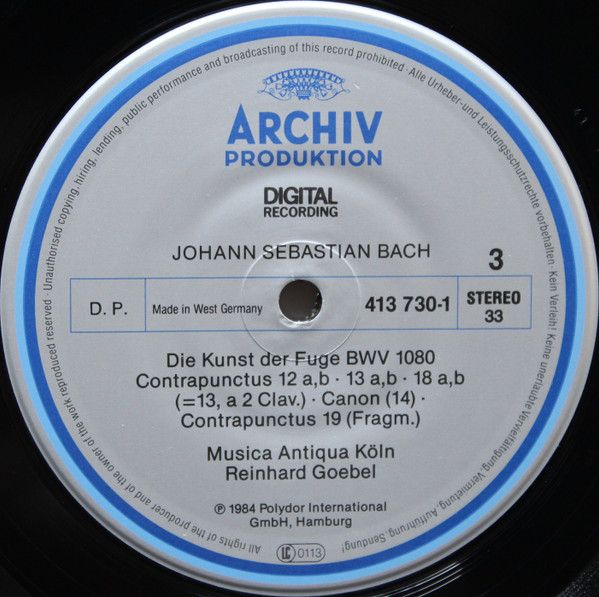 ARCHIV
PRODUKTION
DIGITAL
RECORDING
JOHANN SEBASTIAN BACH
3
D. P.
Made in West Germany
413 730-1
STEREO
33
Die Kunst der Fuge BWV 1080
Contrapunctus 12 a,b · 13 a,b · 18 a,b
(=13, a 2 Clav.) · Canon (14) ·
Contrapunctus 19 (Fragm.)
Musica Antiqua Köln
Reinhard Goebel
℗ 1984 Polydor International
GmbH, Hamburg
LC 0113
All rights of the producer and of the owner of the work reproduced reserved · Unauthorised copying, hiring, lending, public performance and broadcasting of this record prohibited · Alle Urheber- und Leistungsschutzrechte vorbehalten · Kein Verleih! Keine unerlaubte Vervielfältigung, Vermietung, Aufführung, Sendung!